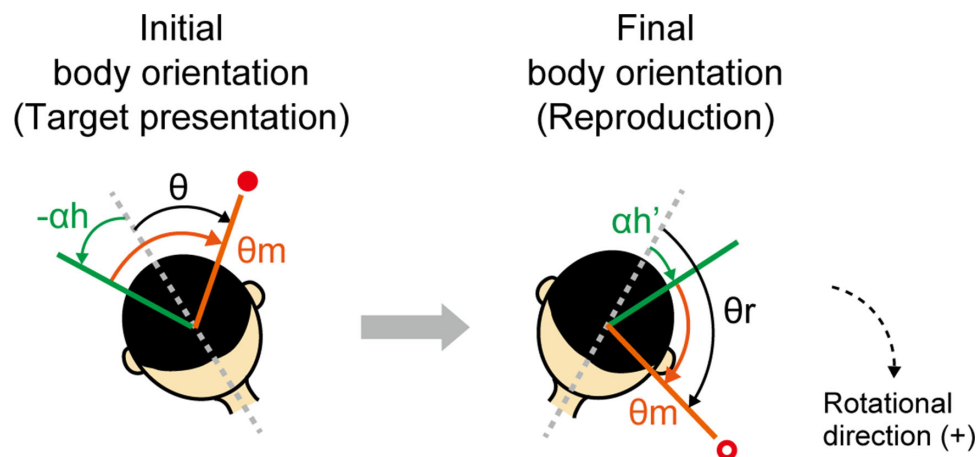 Initial
body orientation
(Target presentation)
Final
body orientation
(Reproduction)
θ
-αh
θm
αh’
θr
θm
Rotational
direction (+)